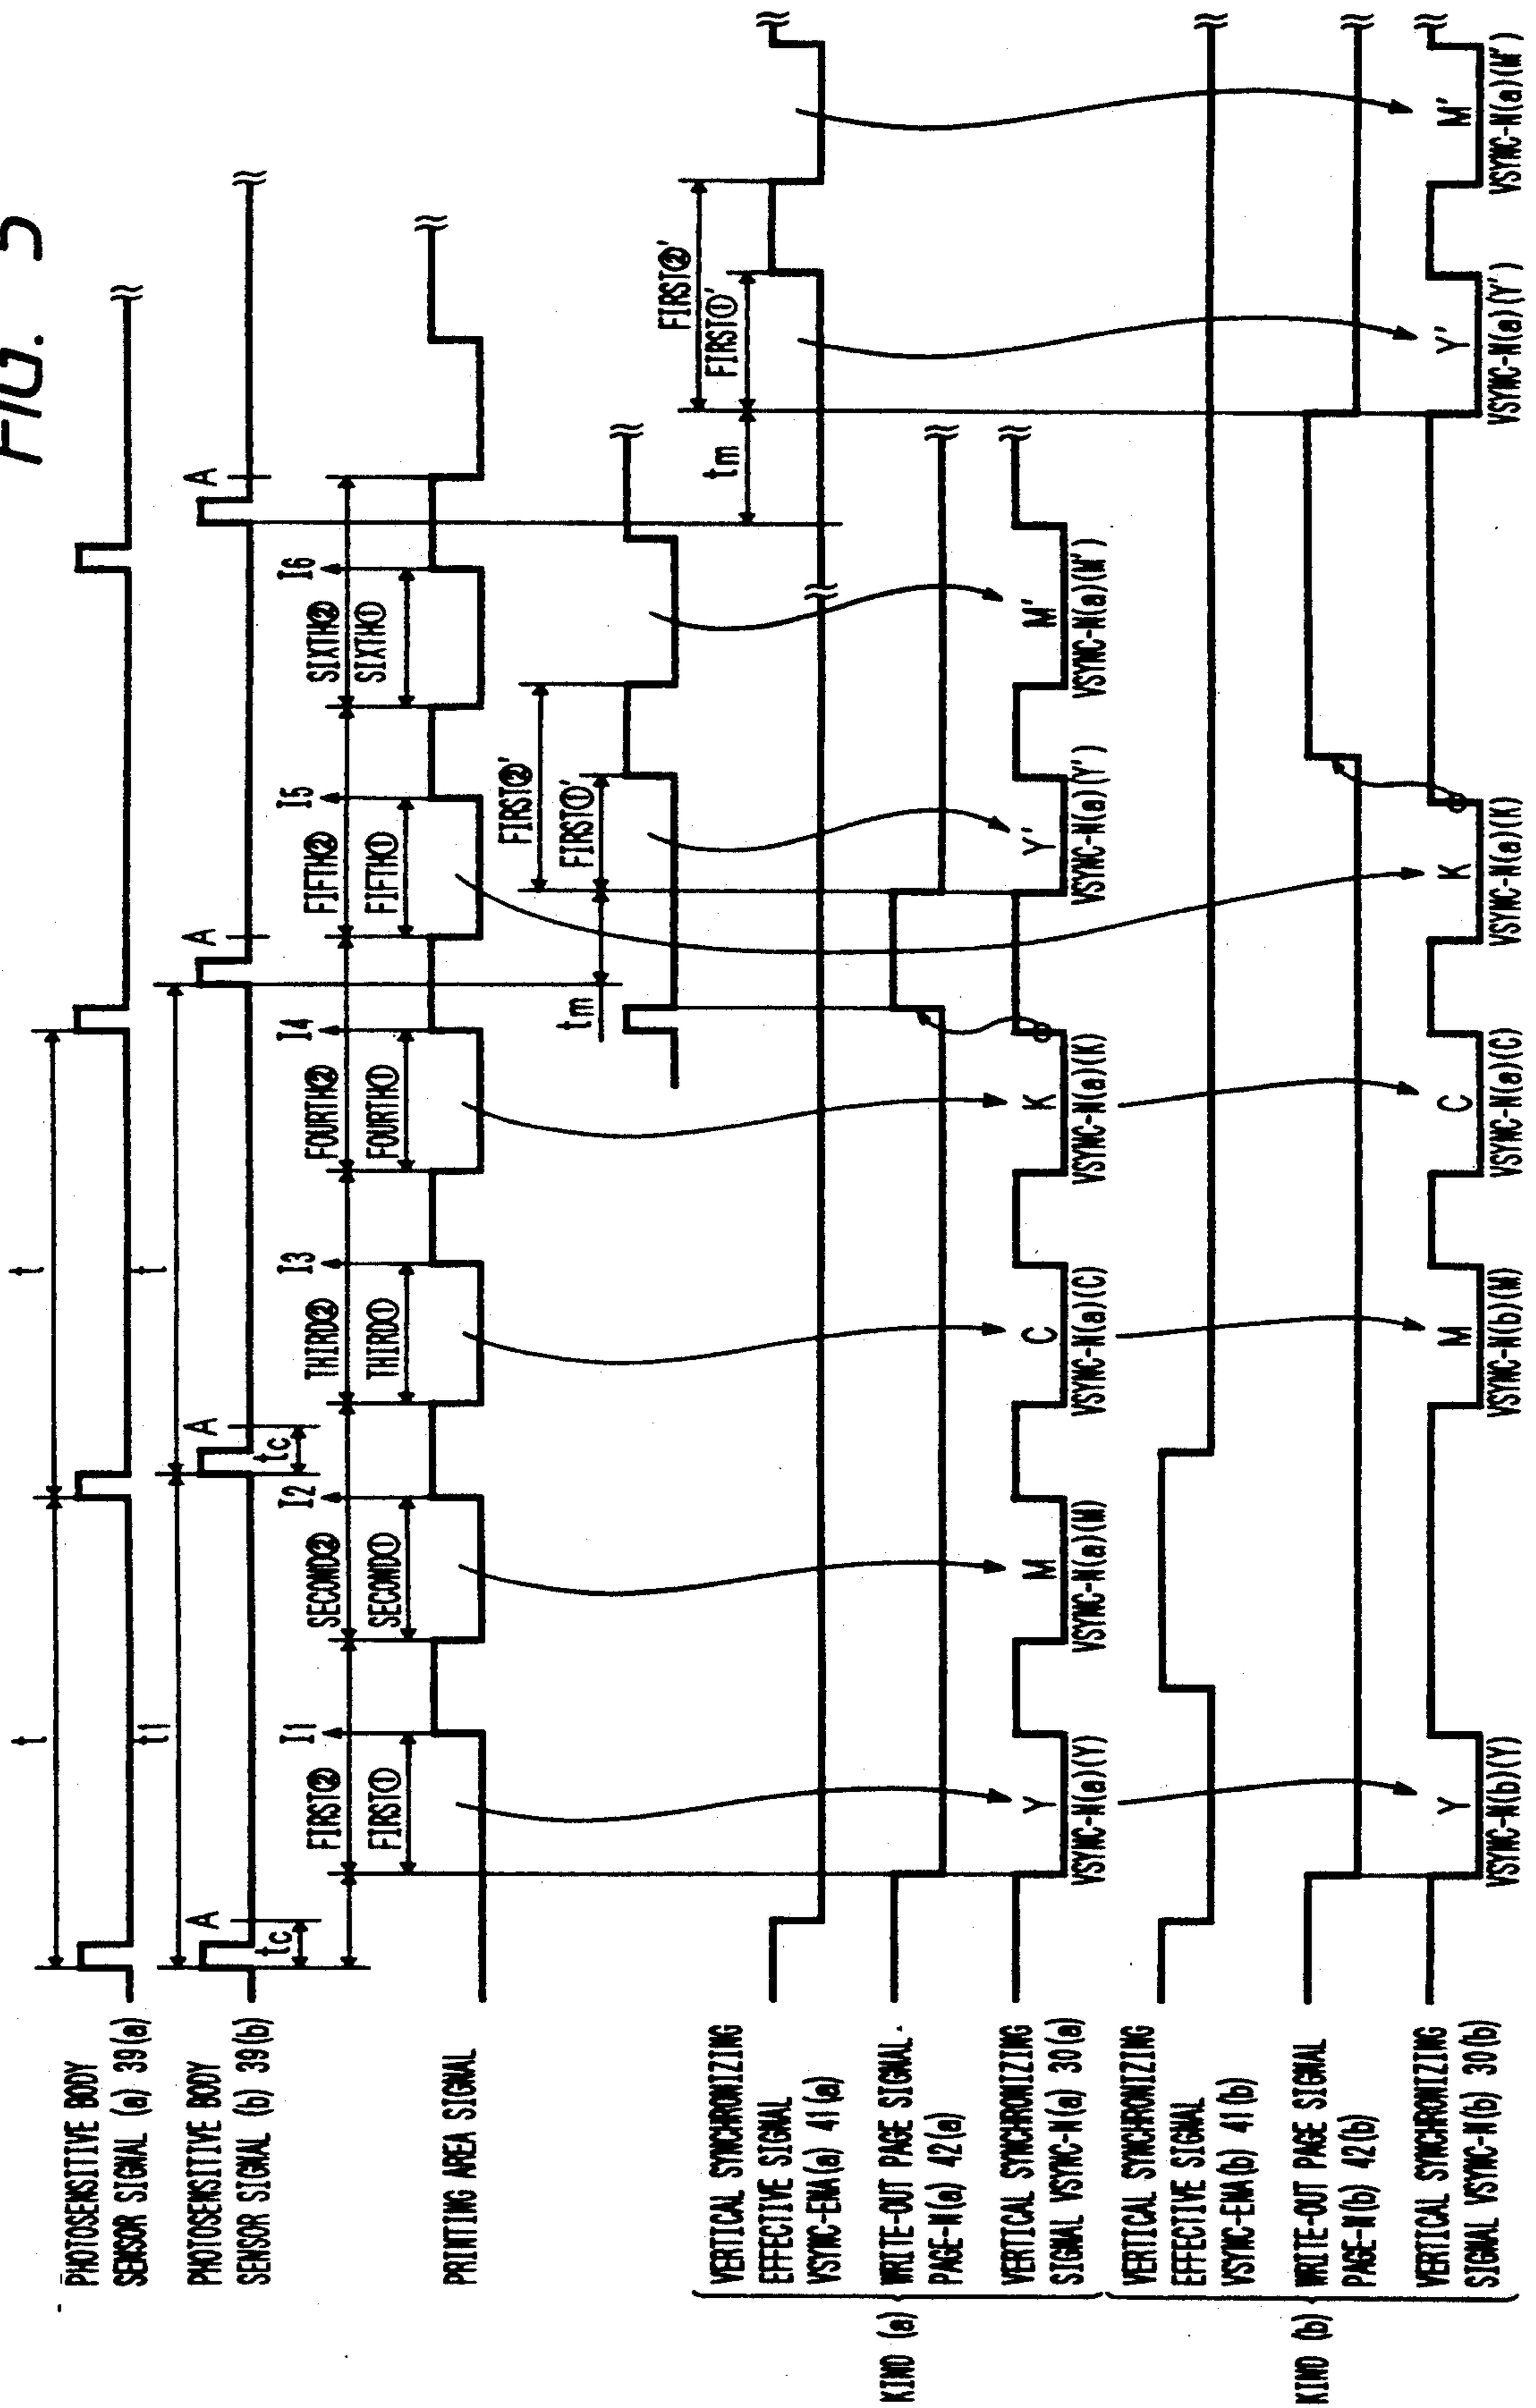 FIG. 5
PHOTOSENSITIVE BODY
SENSOR SIGNAL (a) 39(a)
t
t
PHOTOSENSITIVE BODY
SENSOR SIGNAL (b) 39(b)
t1
t
A
A
A
A
tc
tc
PRINTING AREA SIGNAL
FIRST②
FIRST①
I1
SECOND②
SECOND①
I2
THIRD②
THIRD①
I3
FOURTH②
FOURTH①
I4
FIFTH②
FIFTH①
I5
SIXTH②
SIXTH①
I6
tm
FIRST②'
FIRST①'
tm
FIRST②'
FIRST①'
KIND (a)
VERTICAL SYNCHRONIZING
EFFECTIVE SIGNAL
VSYNC-ENA(a) 41(a)
WRITE-OUT PAGE SIGNAL
PAGE-N(a) 42(a)
VERTICAL SYNCHRONIZING
SIGNAL VSYNC-N(a) 30(a)
Y
M
C
K
Y'
M'
VSYNC-N(a)(Y)
VSYNC-N(a)(M)
VSYNC-N(a)(C)
VSYNC-N(a)(K)
VSYNC-N(a)(Y')
VSYNC-N(a)(M')
KIND (b)
VERTICAL SYNCHRONIZING
EFFECTIVE SIGNAL
VSYNC-ENA(b) 41(b)
WRITE-OUT PAGE SIGNAL
PAGE-N(b) 42(b)
VERTICAL SYNCHRONIZING
SIGNAL VSYNC-N(b) 30(b)
Y
M
C
K
Y'
M'
VSYNC-N(b)(Y)
VSYNC-N(b)(M)
VSYNC-N(a)(C)
VSYNC-N(a)(K)
VSYNC-N(a)(Y')
VSYNC-N(a)(M')